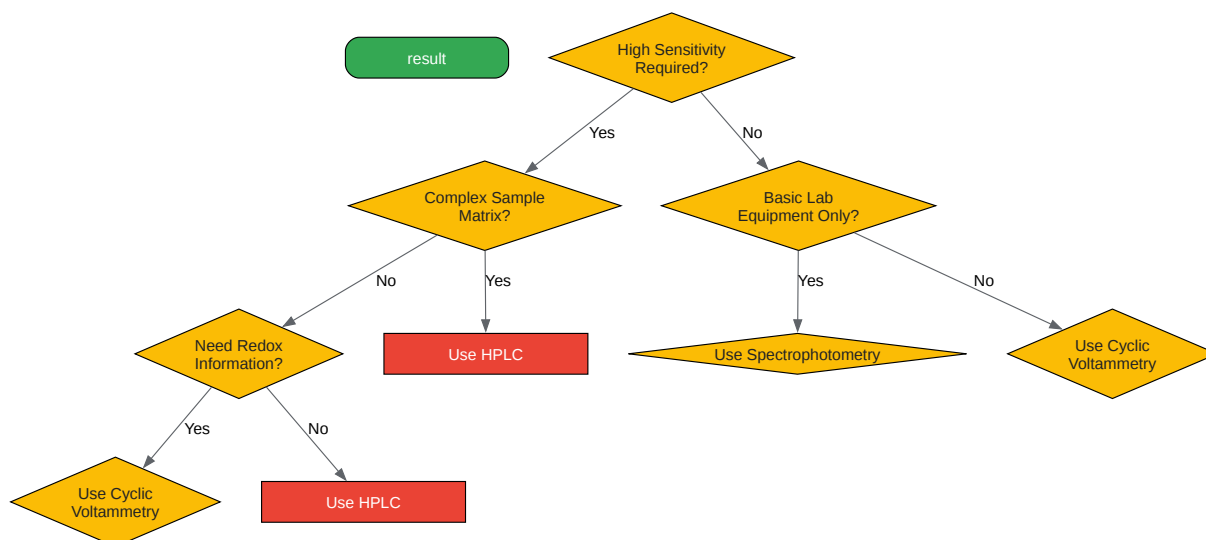 result
High Sensitivity
Required?
Yes
No
Complex Sample
Matrix?
Basic Lab
Equipment Only?
No
Yes
Yes
No
Need Redox
Information?
Use HPLC
Use Spectrophotometry
Use Cyclic
Voltammetry
Yes
No
Use Cyclic
Voltammetry
Use HPLC